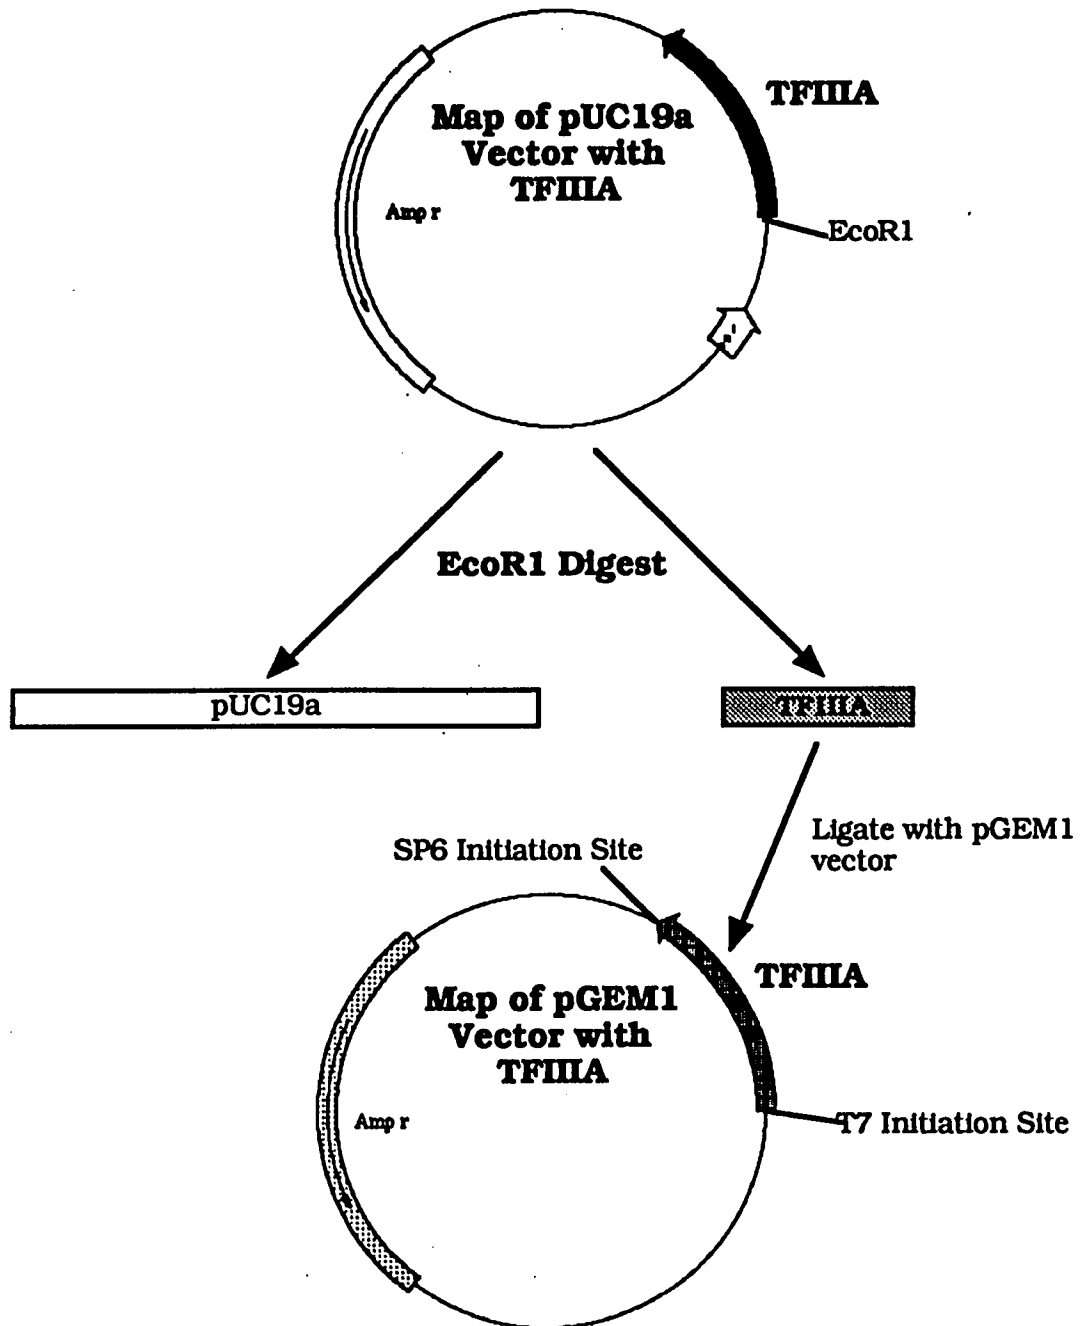 TFIIIA
Map of pUC19a
Vector with
TFIIIA
Amp r
EcoR1
EcoR1 Digest
pUC19a
TFIIIA
Ligate with pGEM1
vector
SP6 Initiation Site
TFIIIA
Map of pGEM1
Vector with
TFIIIA
Amp r
T7 Initiation Site